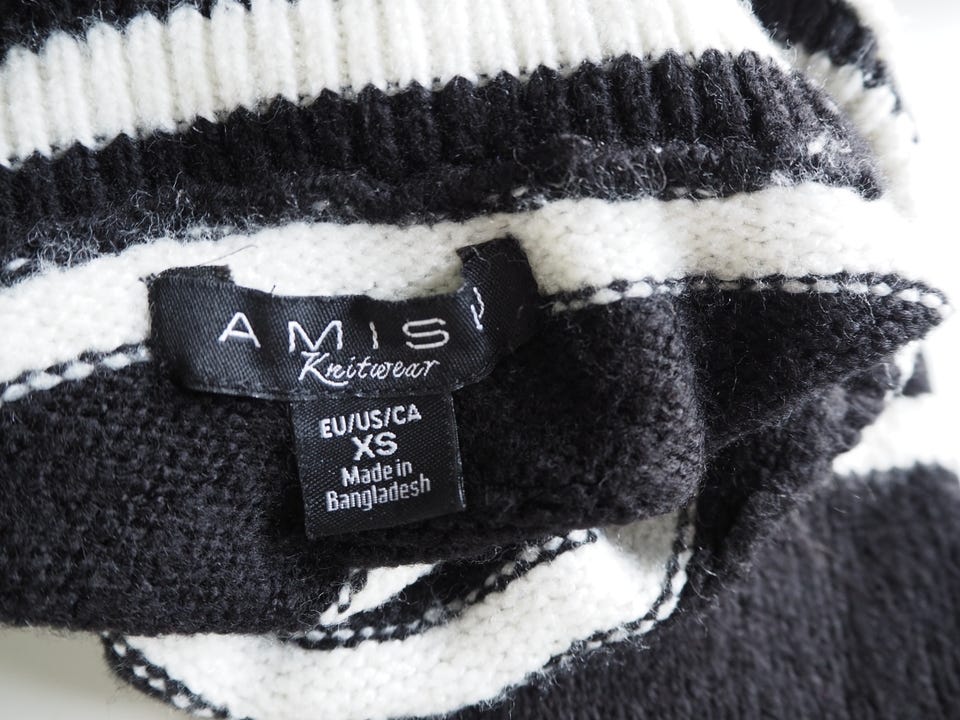 AMISU
Knitwear
EU/US/CA
XS
Made in
Bangladesh